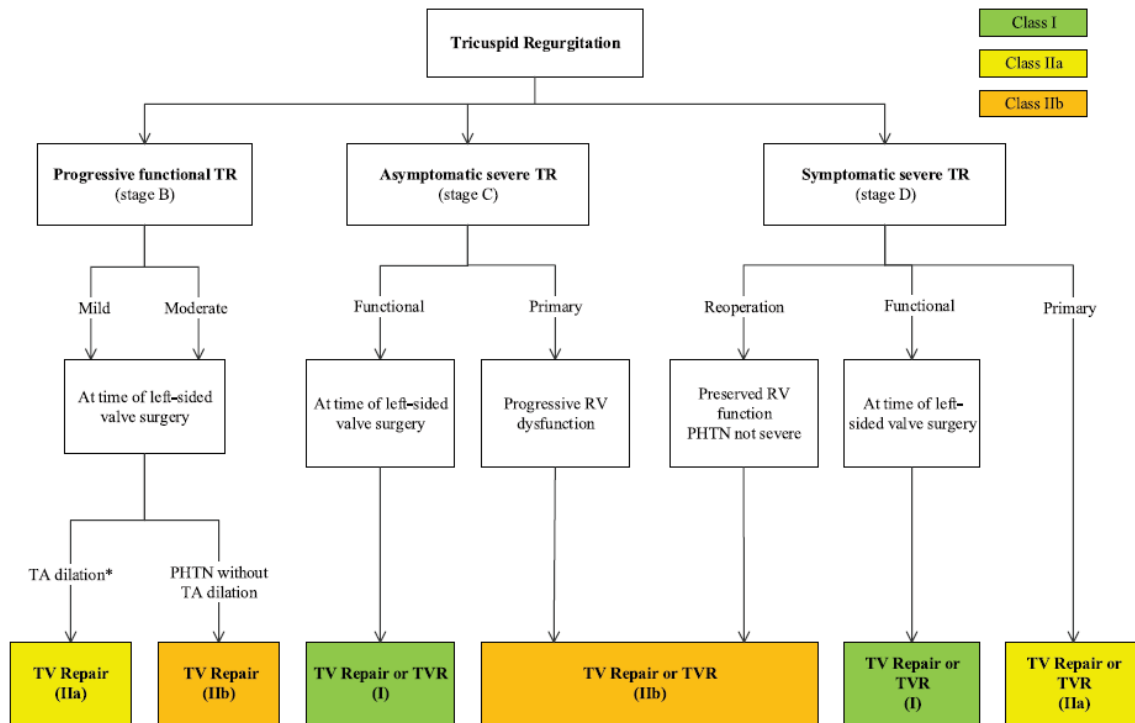 Tricuspid Regurgitation
Class I
Class IIa
Class IIb
Progressive functional TR
(stage B)
Asymptomatic severe TR
(stage C)
Symptomatic severe TR
(stage D)
Mild
Moderate
Functional
Primary
Reoperation
Functional
Primary
At time of left-sided
valve surgery
At time of left-sided
valve surgery
Progressive RV
dysfunction
Preserved RV
function
PHTN not severe
At time of left-
sided valve surgery
TA dilation*
PHTN without
TA dilation
TV Repair
(IIa)
TV Repair
(IIb)
TV Repair or TVR
(I)
TV Repair or TVR
(IIb)
TV Repair or
TVR
(I)
TV Repair or
TVR
(IIa)